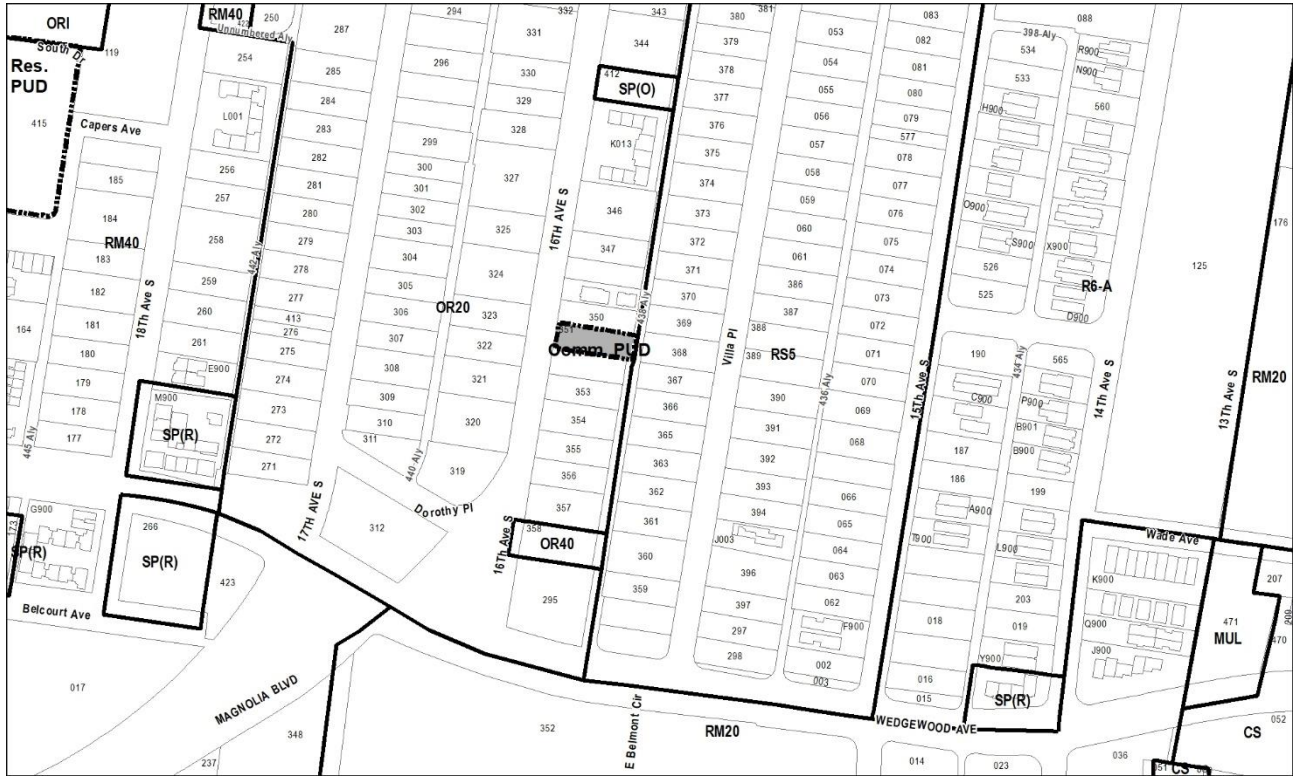 ORI
119
South Dr
Res.
PUD
415
RM40
422
250
Unnumbered Aly
254
L001
287
285
284
283
282
281
280
279
278
277
413
276
275
274
273
272
271
294
296
299
300
301
302
303
304
305
306
307
308
309
310
311
OR20
332
331
330
329
328
327
325
324
323
322
321
320
319
312
Dorothy Pl
440 Aly
17TH AVE S
16TH AVE S
343
344
412
SP(O)
K013
346
347
350
351
Comm. PUD
353
354
355
356
357
358
OR40
16Th Ave S
295
438 Aly
Capers Ave
185
184
RM40
183
182
181
180
179
178
177
164
18Th Ave S
445 Aly
256
257
258
259
260
261
E900
442 Aly
M900
SP(R)
G900
173
SP(R)
266
SP(R)
423
Belcourt Ave
017
MAGNOLIA BLVD
237
348
380
381
379
378
377
376
375
374
373
372
371
370
369
368
367
366
365
363
362
361
360
359
Villa Pl
388
389
RS5
053
054
055
056
057
058
059
060
061
386
387
390
391
392
393
394
J003
396
397
297
298
436 Aly
083
082
081
080
079
577
078
077
076
075
074
073
072
071
070
069
068
066
065
064
063
062
F900
002
003
15Th Ave S
088
398 Aly
534
533
H900
O900
S900
526
525
R900
N900
560
X900
R6-A
D900
190
434 Aly
565
C900
P900
B901
B900
187
186
199
A900
T900
L900
203
018
019
Y900
016
015
SP(R)
14Th Ave S
125
13Th Ave S
176
RM20
Wade Ave
K900
Q900
J900
207
209
471
MUL
470
052
CS
CS
051
036
023
014
WEDGEWOOD AVE
RM20
E Belmont Cir
352